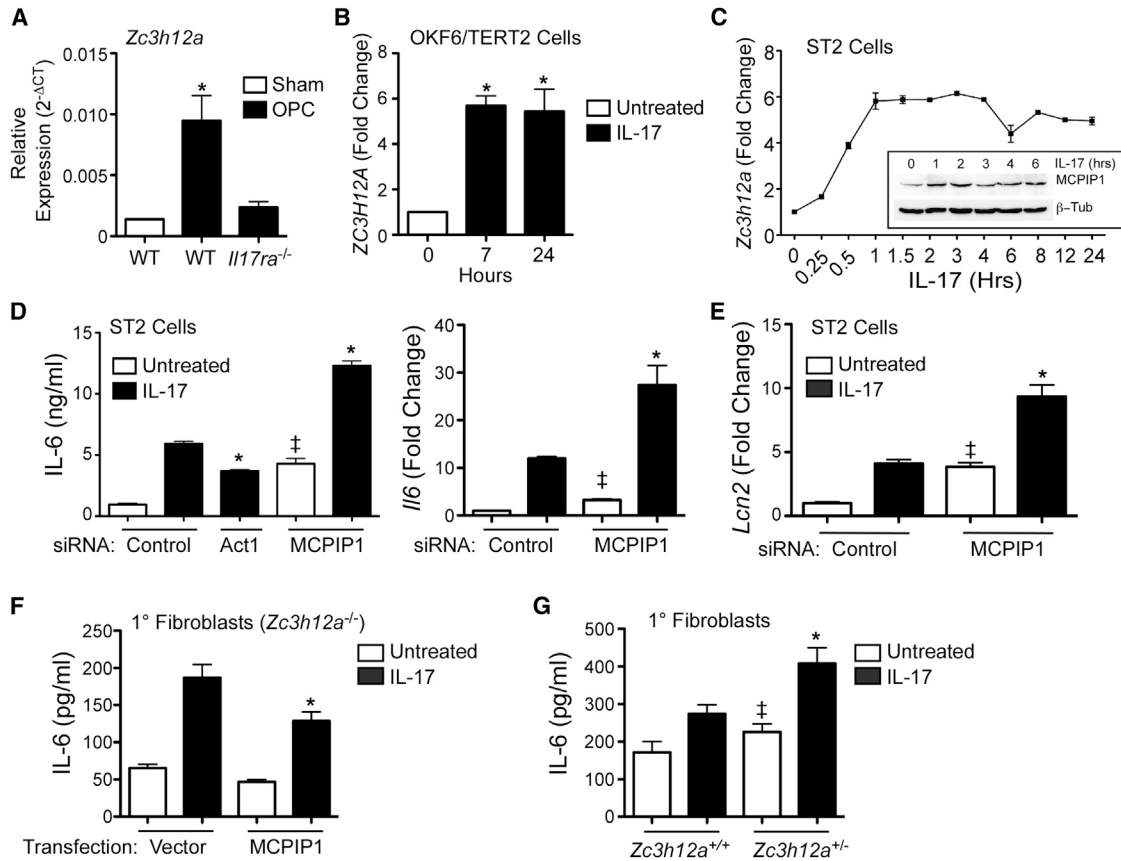 A
Zc3h12a
Relative
Expression (2-ΔCT)
0.015
0.010
0.005
0.000
*
Sham
OPC
WT
WT
Il17ra-/-
B
OKF6/TERT2 Cells
ZC3H12A (Fold Change)
8
6
4
2
0
*
*
Untreated
IL-17
0
7
24
Hours
C
ST2 Cells
Zc3h12a (Fold Change)
8
6
4
2
0
0 1 2 3 4 6 IL-17 (hrs)
MCPIP1
β-Tub
0 0.25 0.5 1 1.5 2 3 4 6 8 12 24
IL-17 (Hrs)
D
ST2 Cells
IL-6 (ng/ml)
15
10
5
0
Untreated
IL-17
*
‡
*
siRNA: Control Act1 MCPIP1
Il6 (Fold Change)
40
30
20
10
0
‡
*
Control MCPIP1
E
ST2 Cells
Lcn2 (Fold Change)
15
10
5
0
Untreated
IL-17
‡
*
siRNA: Control MCPIP1
F
1° Fibroblasts (Zc3h12a-/-)
IL-6 (pg/ml)
250
200
150
100
50
0
*
Untreated
IL-17
Transfection: Vector MCPIP1
G
1° Fibroblasts
IL-6 (pg/ml)
500
400
300
200
100
0
‡
*
Untreated
IL-17
Zc3h12a+/+ Zc3h12a+/-